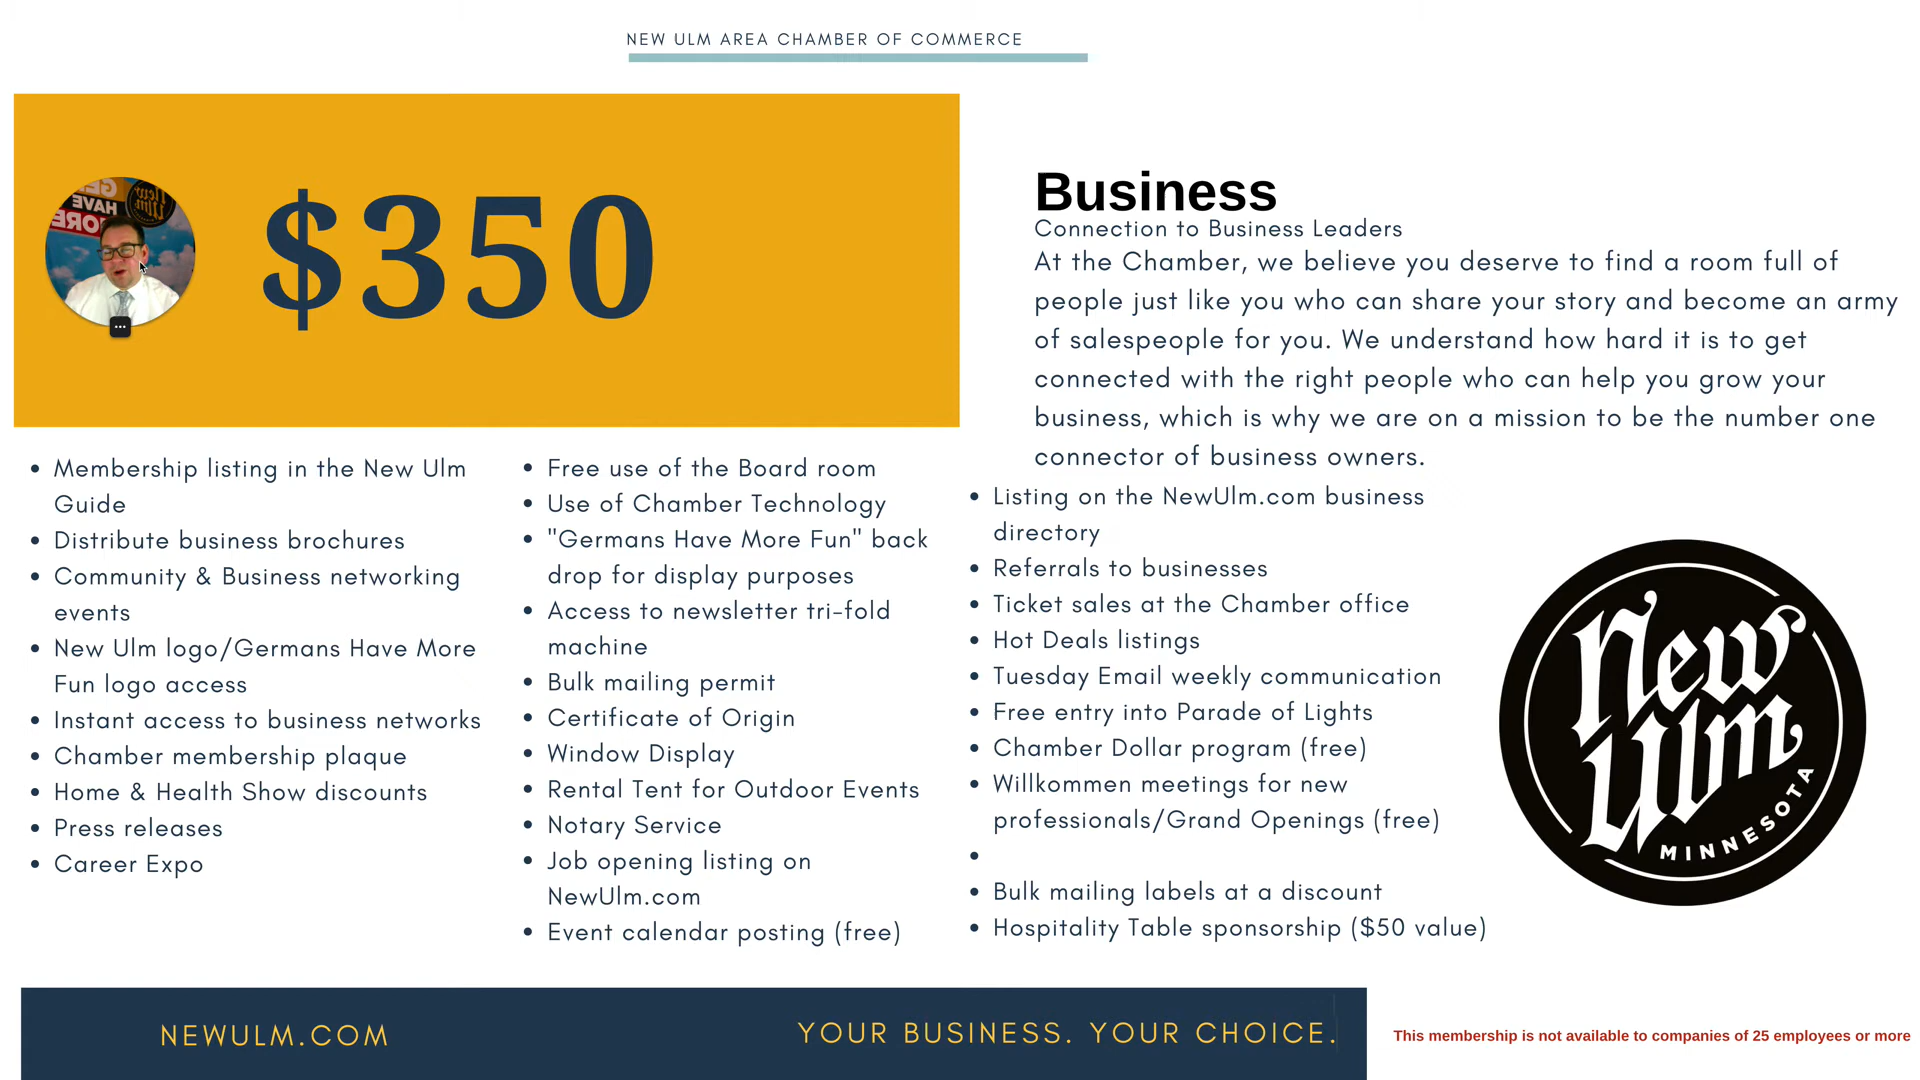 NEW ULM AREA CHAMBER OF COMMERCE
HAVE
New Ulm
$350
Business
Connection to Business Leaders
At the Chamber, we believe you deserve to find a room full of
people just like you who can share your story and become an army
of salespeople for you. We understand how hard it is to get
connected with the right people who can help you grow your
business, which is why we are on a mission to be the number one
connector of business owners.
Membership listing in the New Ulm
Guide
Distribute business brochures
Community & Business networking
events
New Ulm logo/Germans Have More
Fun logo access
Instant access to business networks
Chamber membership plaque
Home & Health Show discounts
Press releases
Career Expo
Free use of the Board room
Use of Chamber Technology
"Germans Have More Fun" back
drop for display purposes
Access to newsletter tri-fold
machine
Bulk mailing permit
Certificate of Origin
Window Display
Rental Tent for Outdoor Events
Notary Service
Job opening listing on
NewUlm.com
Event calendar posting (free)
Listing on the NewUlm.com business
directory
Referrals to businesses
Ticket sales at the Chamber office
Hot Deals listings
Tuesday Email weekly communication
Free entry into Parade of Lights
Chamber Dollar program (free)
Willkommen meetings for new
professionals/Grand Openings (free)
Bulk mailing labels at a discount
Hospitality Table sponsorship ($50 value)
New
Ulm
MINNESOTA
NEWULM.COM
YOUR BUSINESS. YOUR CHOICE.
This membership is not available to companies of 25 employees or more